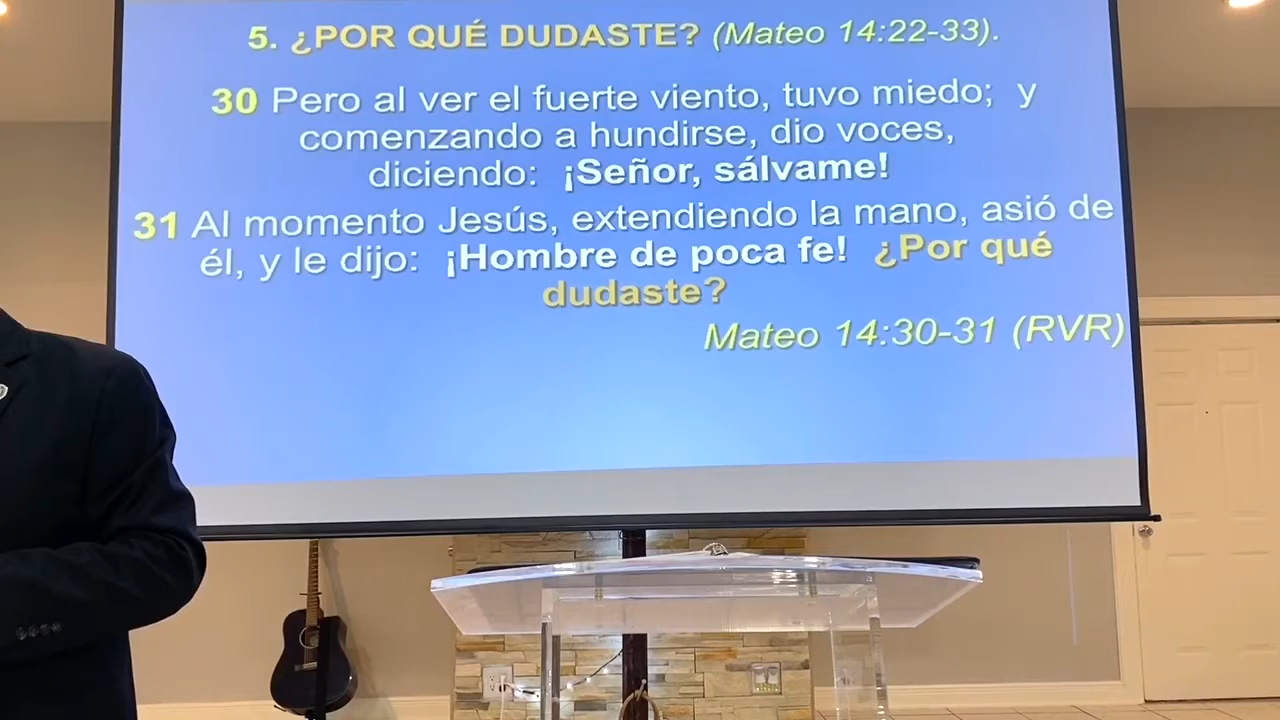 5. ¿POR QUÉ DUDASTE? (Mateo 14:22-33).
30 Pero al ver el fuerte viento, tuvo miedo; y
comenzando a hundirse, dio voces,
diciendo: ¡Señor, sálvame!
31 Al momento Jesús, extendiendo la mano, asió de
él, y le dijo: ¡Hombre de poca fe! ¿Por qué
dudaste?
Mateo 14:30-31 (RVR)